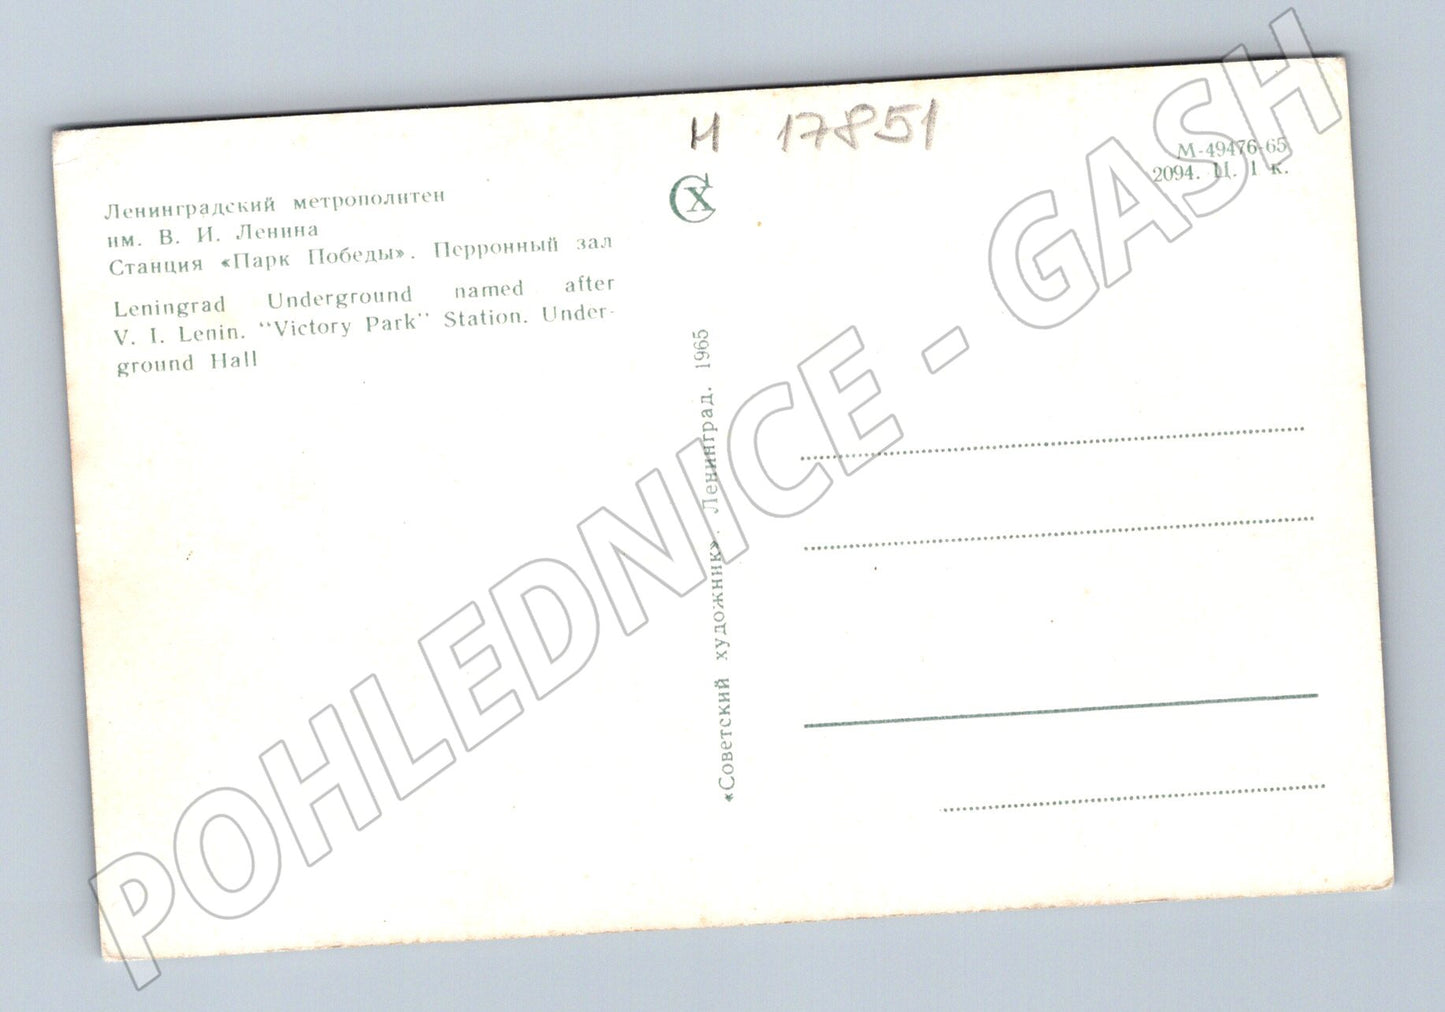 И 17851
М-49476-65
2094. Ц. 1 к.
СХ
Ленинградский метрополитен
им. В. И. Ленина
Станция «Парк Победы». Перронный зал
Leningrad Underground named after
V. I. Lenin. "Victory Park" Station. Under-
ground Hall
«Советский художник». Ленинград. 1965
POHLEDNICE - GASH